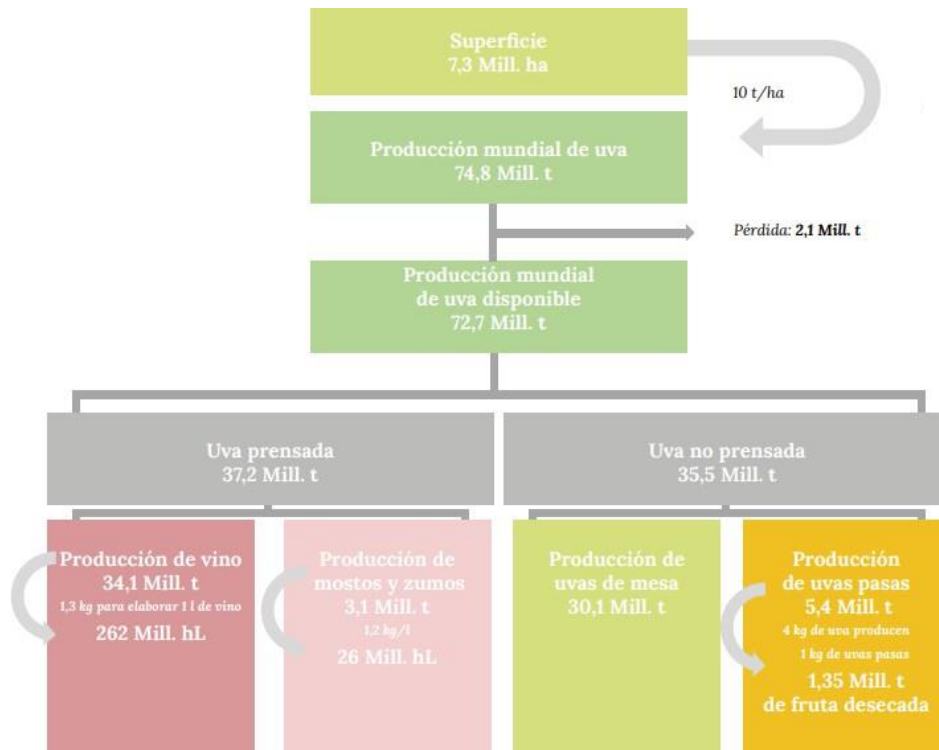 Superficie
7,3 Mill. ha
10 t/ha
Producción mundial de uva
74,8 Mill. t
Pérdida: 2,1 Mill. t
Producción mundial
de uva disponible
72,7 Mill. t
Uva prensada
37,2 Mill. t
Uva no prensada
35,5 Mill. t
Producción de vino
34,1 Mill. t
1,3 kg para elaborar 1 l de vino
262 Mill. hL
Producción de
mostos y zumos
3,1 Mill. t
1,2 kg/l
26 Mill. hL
Producción de
uvas de mesa
30,1 Mill. t
Producción
de uvas pasas
5,4 Mill. t
4 kg de uva producen
1 kg de uvas pasas
1,35 Mill. t
de fruta desecada